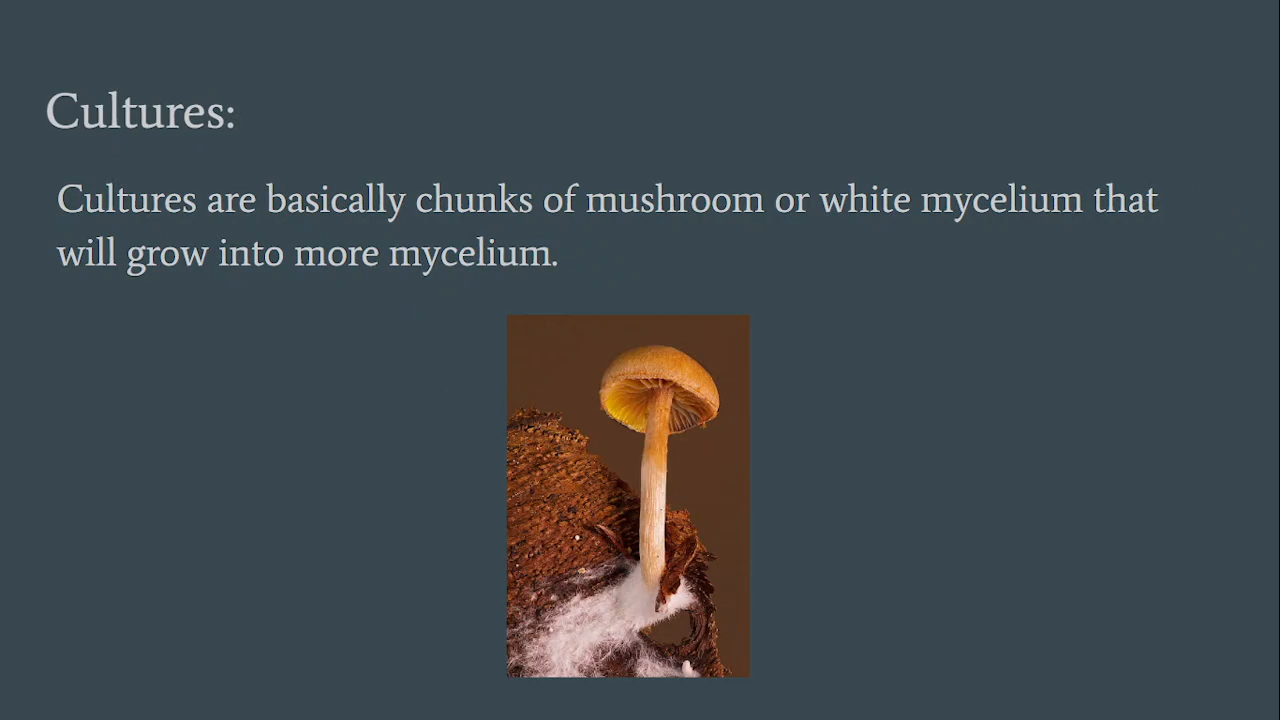 Cultures:
Cultures are basically chunks of mushroom or white mycelium that
will grow into more mycelium.